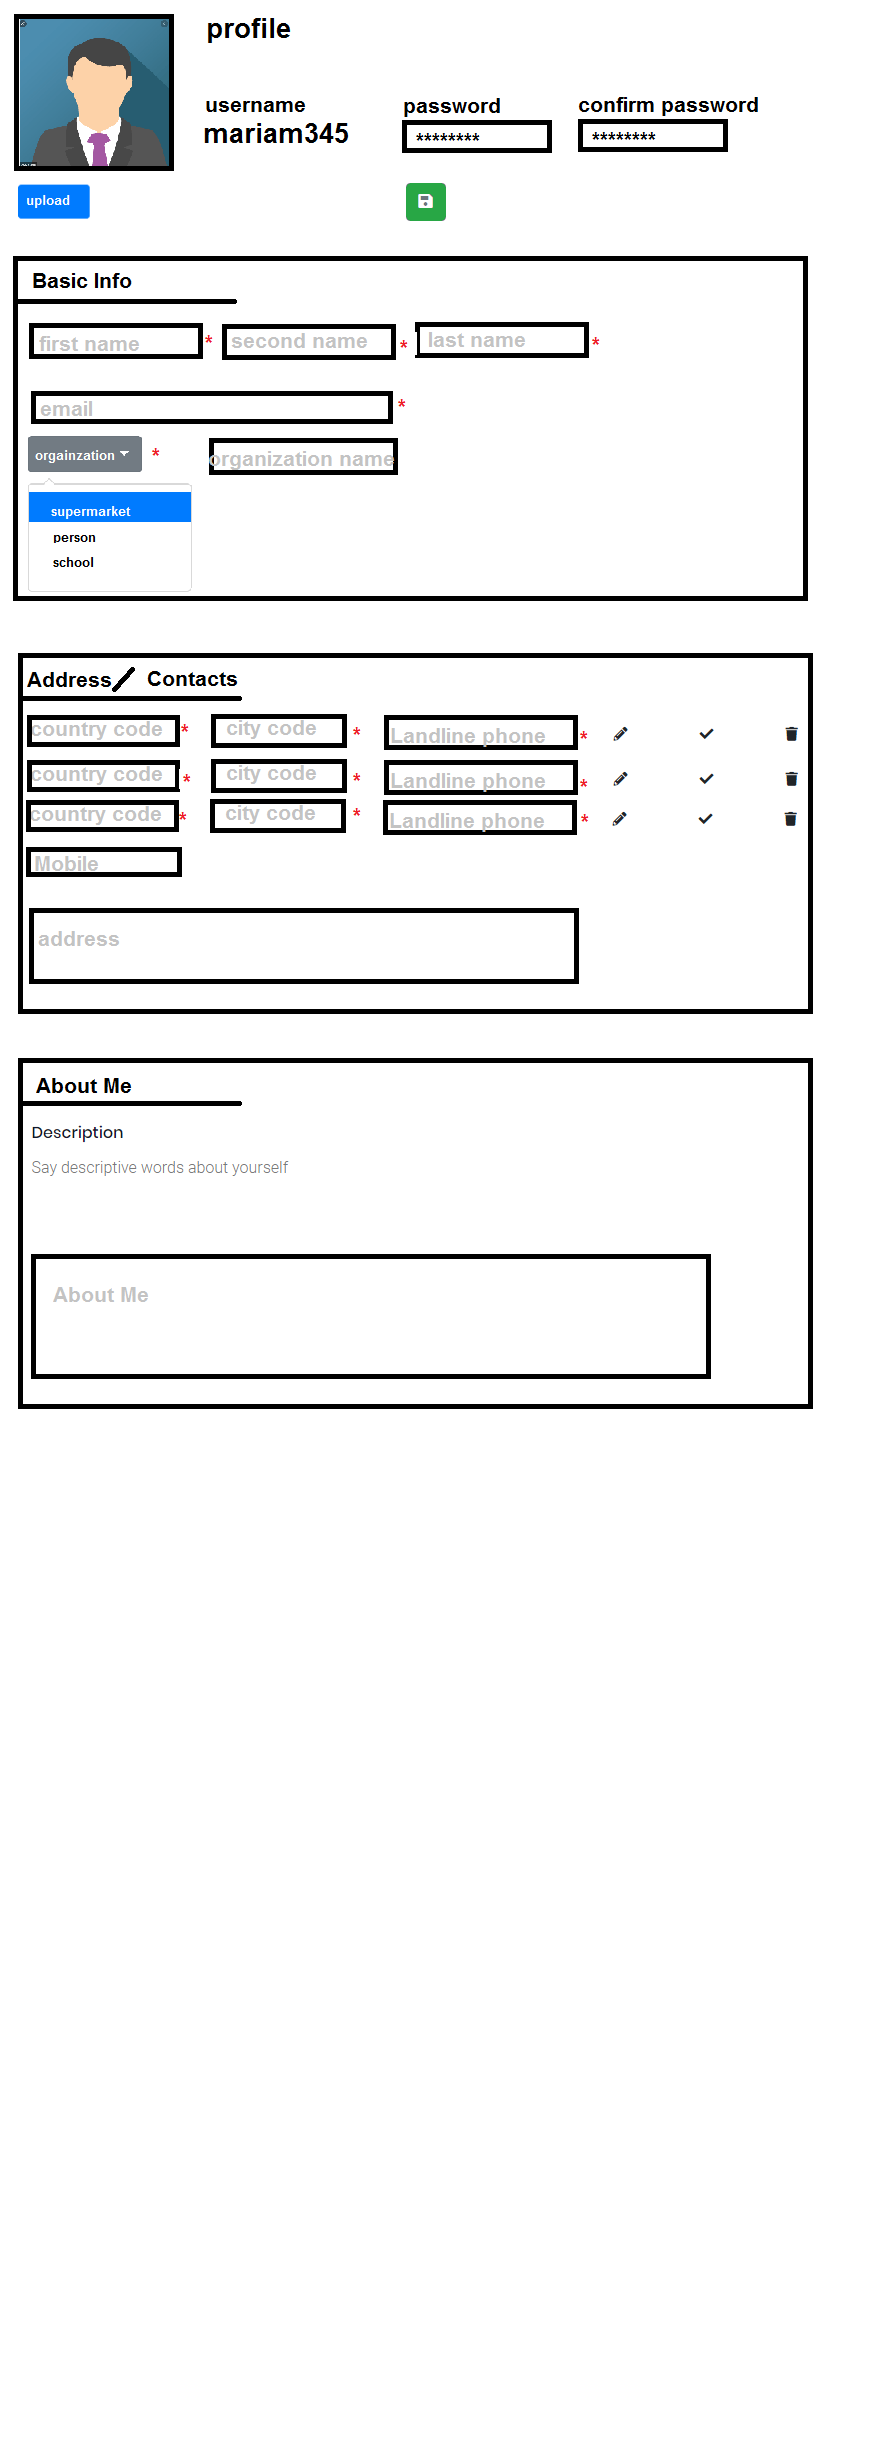 profile
username password confirm password
mariam345 ******** ********
upload
Basic Info
first name * second name * last name *
email *
orgainzation * organization name
supermarket
person
school
Address/ Contacts
country code * city code * Landline phone *
country code * city code * Landline phone *
country code * city code * Landline phone *
Mobile
address
About Me
Description
Say descriptive words about yourself
About Me